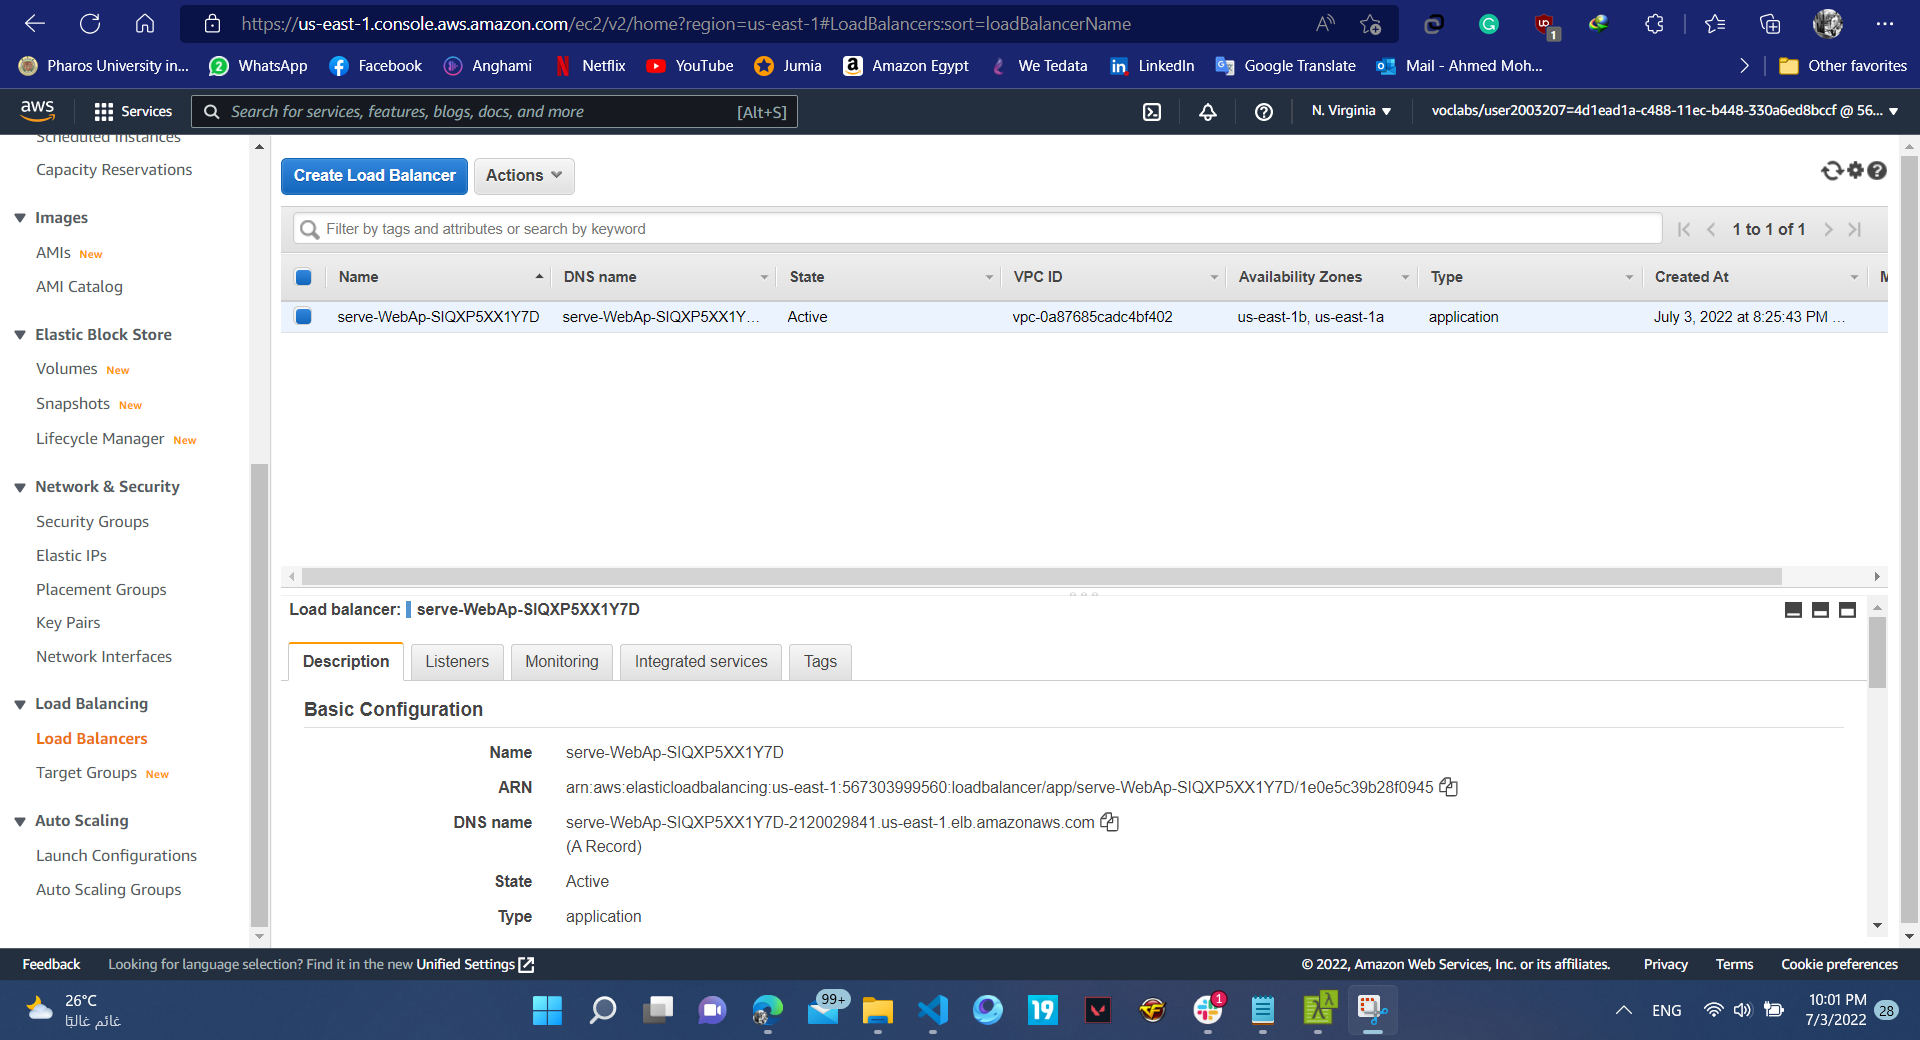 https://us-east-1.console.aws.amazon.com/ec2/v2/home?region=us-east-1#LoadBalancers:sort=loadBalancerName
1
Pharos University in...
2
WhatsApp
Facebook
Anghami
Netflix
YouTube
Jumia
Amazon Egypt
We Tedata
LinkedIn
Google Translate
Mail - Ahmed Moh...
Other favorites
aws
Services
Search for services, features, blogs, docs, and more
[Alt+S]
N. Virginia
voclabs/user2003207=4d1ead1a-c488-11ec-b448-330a6ed8bccf @ 56...
Scheduled Instances
Capacity Reservations
Images
AMIs New
AMI Catalog
Elastic Block Store
Volumes New
Snapshots New
Lifecycle Manager New
Network & Security
Security Groups
Elastic IPs
Placement Groups
Key Pairs
Network Interfaces
Load Balancing
Load Balancers
Target Groups New
Auto Scaling
Launch Configurations
Auto Scaling Groups
Create Load Balancer
Actions
Filter by tags and attributes or search by keyword
1 to 1 of 1
Name DNS name State VPC ID Availability Zones Type Created At
serve-WebAp-SIQXP5XX1Y7D serve-WebAp-SIQXP5XX1Y... Active vpc-0a87685cadc4bf402 us-east-1b, us-east-1a application July 3, 2022 at 8:25:43 PM ...
Load balancer: serve-WebAp-SIQXP5XX1Y7D
Description Listeners Monitoring Integrated services Tags
Basic Configuration
Name serve-WebAp-SIQXP5XX1Y7D
ARN arn:aws:elasticloadbalancing:us-east-1:567303999560:loadbalancer/app/serve-WebAp-SIQXP5XX1Y7D/1e0e5c39b28f0945
DNS name serve-WebAp-SIQXP5XX1Y7D-2120029841.us-east-1.elb.amazonaws.com
(A Record)
State Active
Type application
Feedback
Looking for language selection? Find it in the new Unified Settings
© 2022, Amazon Web Services, Inc. or its affiliates.
Privacy
Terms
Cookie preferences
26°C
غائم غالبًا
99+
19
1
ENG
10:01 PM
7/3/2022
28